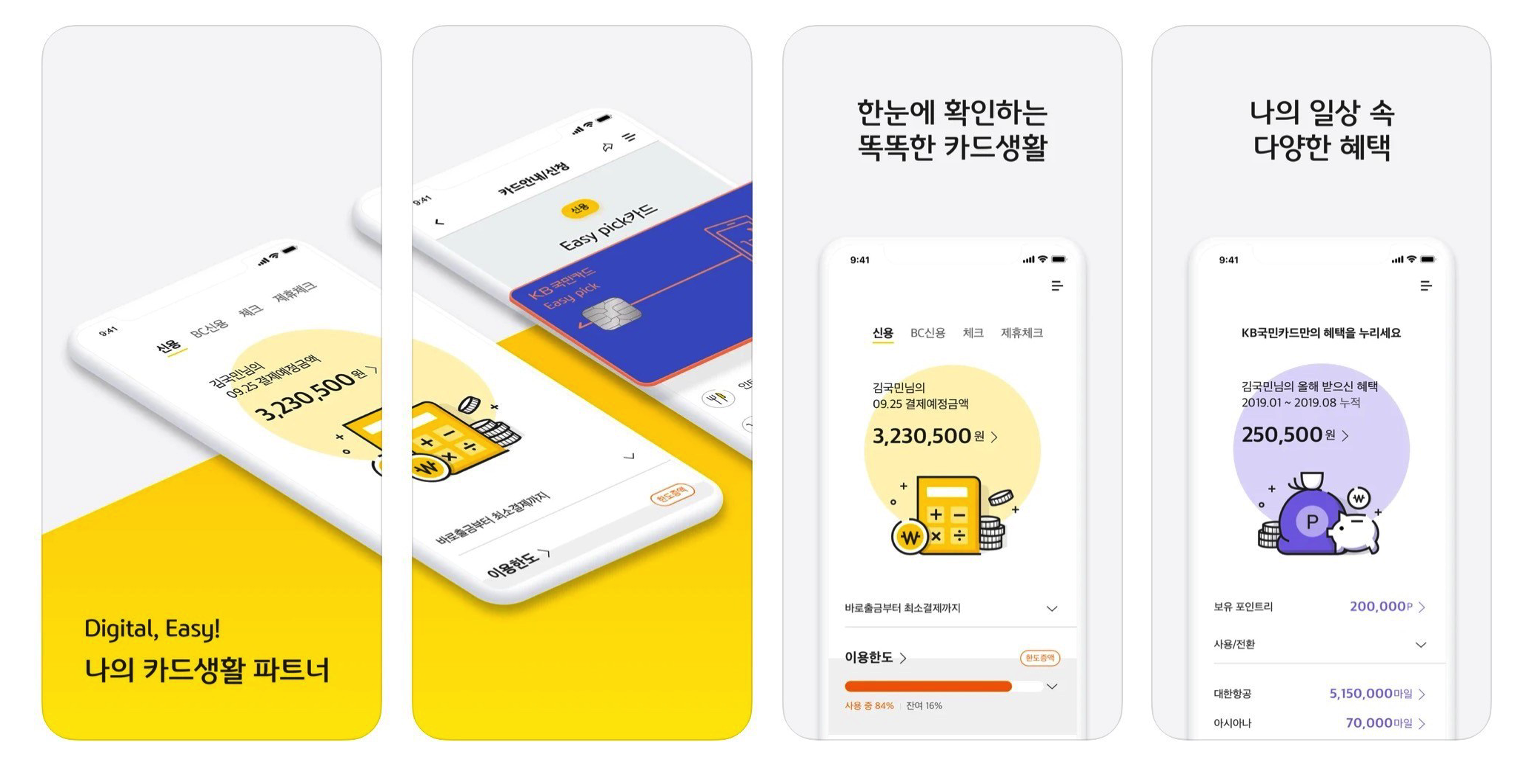 9:41
신용 BC신용 체크 제휴체크
김국민님의
09.25 결제예정금액
3,230,500원
₩
바로출금부터 최소결제까지
이용한도
한도증액
Digital, Easy!
나의 카드생활 파트너
9:41
카드안내/신청
신용
Easy pick카드
KB국민카드
Easy pick
한눈에 확인하는
똑똑한 카드생활
9:41
신용 BC신용 체크 제휴체크
김국민님의
09.25 결제예정금액
3,230,500원
₩
바로출금부터 최소결제까지
이용한도
한도증액
사용 중 84% | 잔여 16%
나의 일상 속
다양한 혜택
9:41
KB국민카드만의 혜택을 누리세요
김국민님의 올해 받으신 혜택
2019.01 ~ 2019.08 누적
250,500원
₩
P
보유 포인트리 200,000P
사용/전환
대한항공 5,150,000마일
아시아나 70,000마일